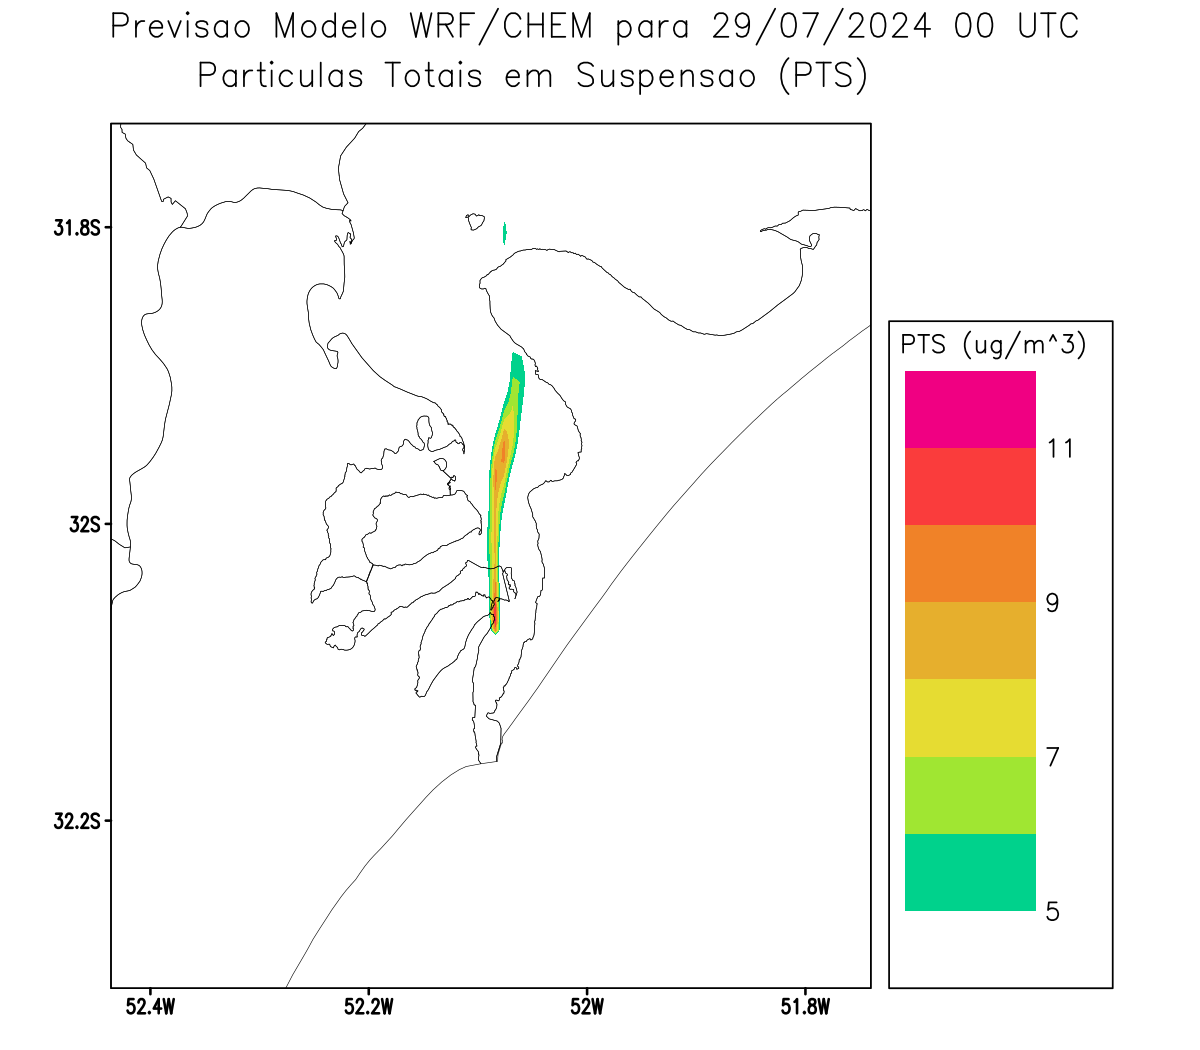 Previsao Modelo WRF/CHEM para 29/07/2024 00 UTC
Particulas Totais em Suspensao (PTS)
31.8S
32S
32.2S
52.4W
52.2W
52W
51.8W
PTS (ug/m^3)
11
9
7
5